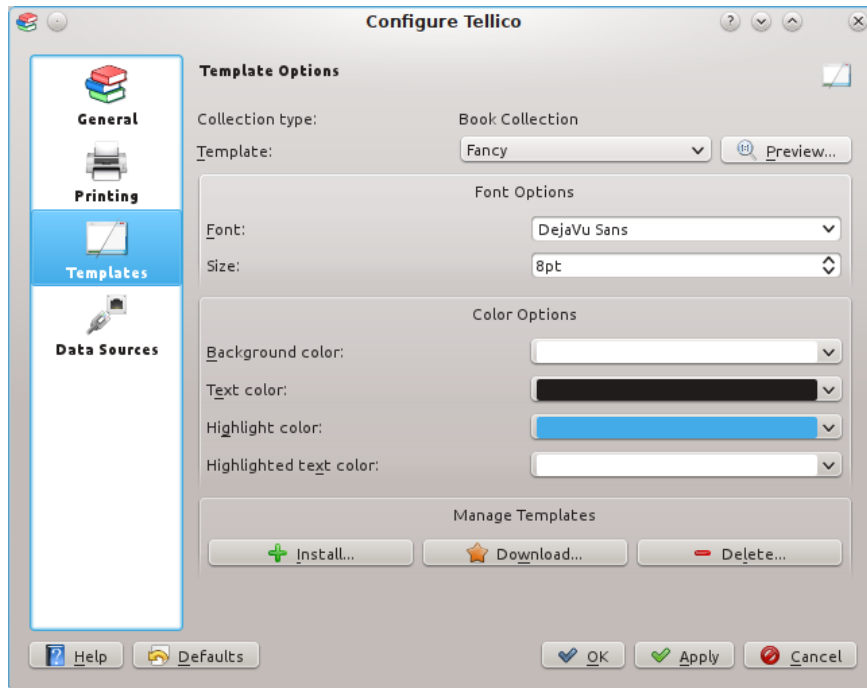 Configure Tellico
General
Printing
Templates
Data Sources
Template Options
Collection type: Book Collection
Template: Fancy Preview...
Font Options
Font: DejaVu Sans
Size: 8pt
Color Options
Background color:
Text color:
Highlight color:
Highlighted text color:
Manage Templates
Install... Download... Delete...
Help Defaults OK Apply Cancel